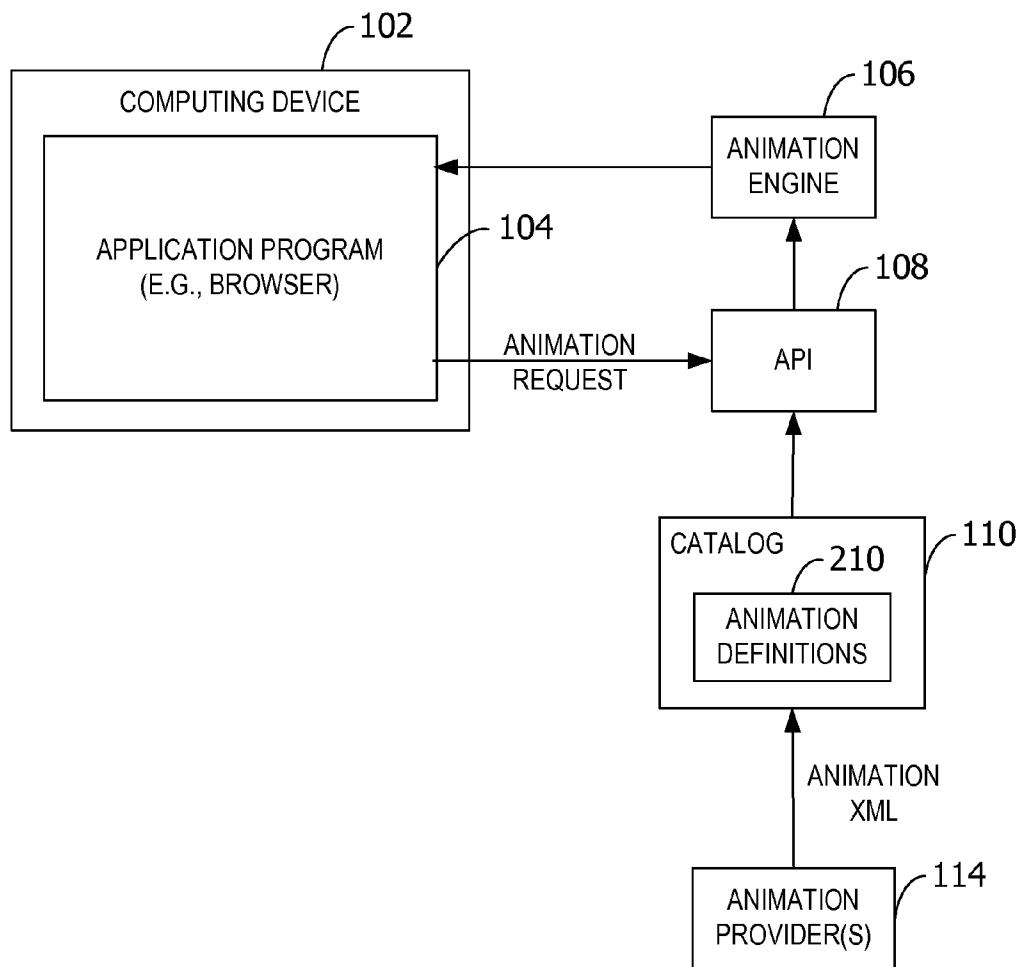 102
COMPUTING DEVICE
106
ANIMATION
ENGINE
APPLICATION PROGRAM
(E.G., BROWSER)
104
108
ANIMATION
REQUEST
API
CATALOG
110
210
ANIMATION
DEFINITIONS
ANIMATION
XML
114
ANIMATION
PROVIDER(S)